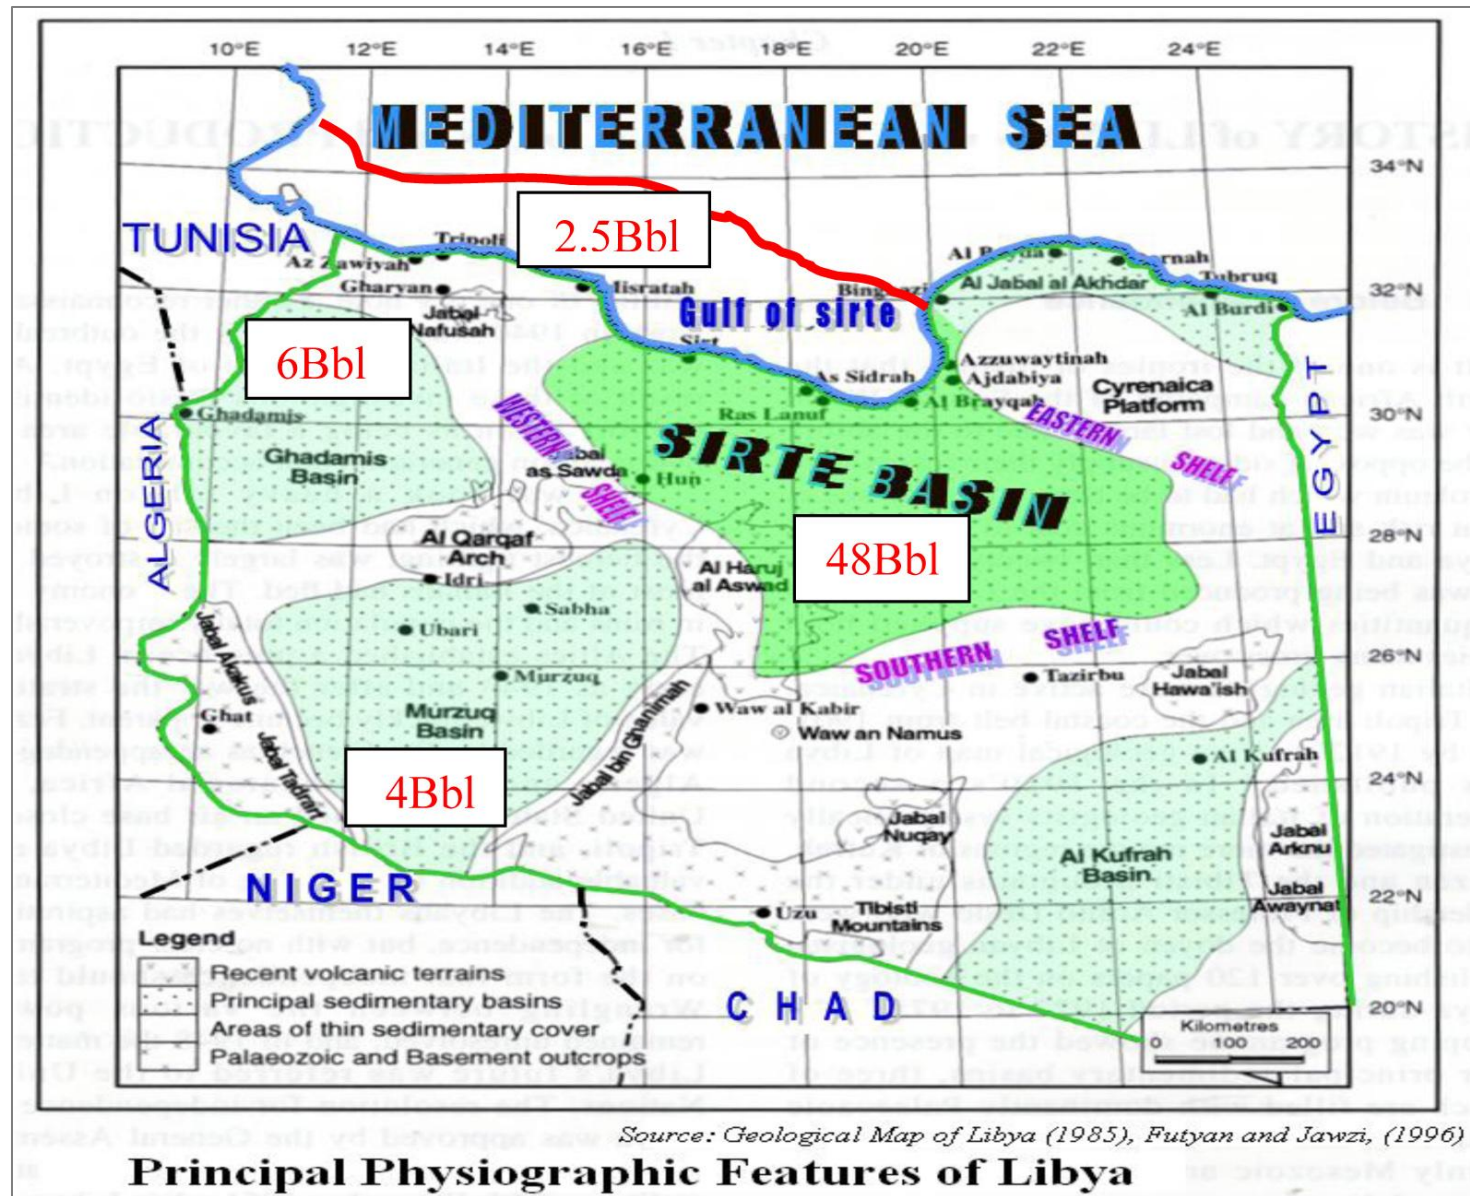 10°E 12°E 14°E 16°E 18°E 20°E 22°E 24°E
MEDITERRANEAN SEA
34°N
TUNISIA
2.5Bbl
Tripoli
Az Zawiyah
Gharyan
Misratah
Jabal
Nafusah
Gulf of sirte
Sirt
Al Jabal al Akhdar
Tubruq
32°N
Al Burdi
6Bbl
Azzuwaytinah
As Sidrah
Ajdabiya
Ras Lanuf
Al Brayqah
Cyrenaica
Platform
30°N
EGYPT
Ghadamis
WESTERN
SHELF
EASTERN
SHELF
SIRTE BASIN
ALGERIA
Ghadamis
Basin
as Sawda
Hun
48Bbl
28°N
Al Qarqaf
Arch
Idri
Al Haruj
al Aswad
Sabha
Ubari
SOUTHERN
SHELF
26°N
Jabal Akakus
Murzuq
Murzuq
Basin
Tazirbu
Jabal
Hawa'ish
Ghat
Jabal Tadrart
Jabal bin Ghanimah
Waw al Kabir
Waw an Namus
Al Kufrah
24°N
4Bbl
Jabal
Nuqay
Al Kufrah
Basin
Jabal
Arknu
NIGER
Uzu
Tibisti
Mountains
Jabal
Awaynat
22°N
Legend
Recent volcanic terrains
Principal sedimentary basins
Areas of thin sedimentary cover
Palaeozoic and Basement outcrops
CHAD
20°N
Kilometres
0 100 200
Source: Geological Map of Libya (1985), Futyan and Jawzi, (1996)
Principal Physiographic Features of Libya